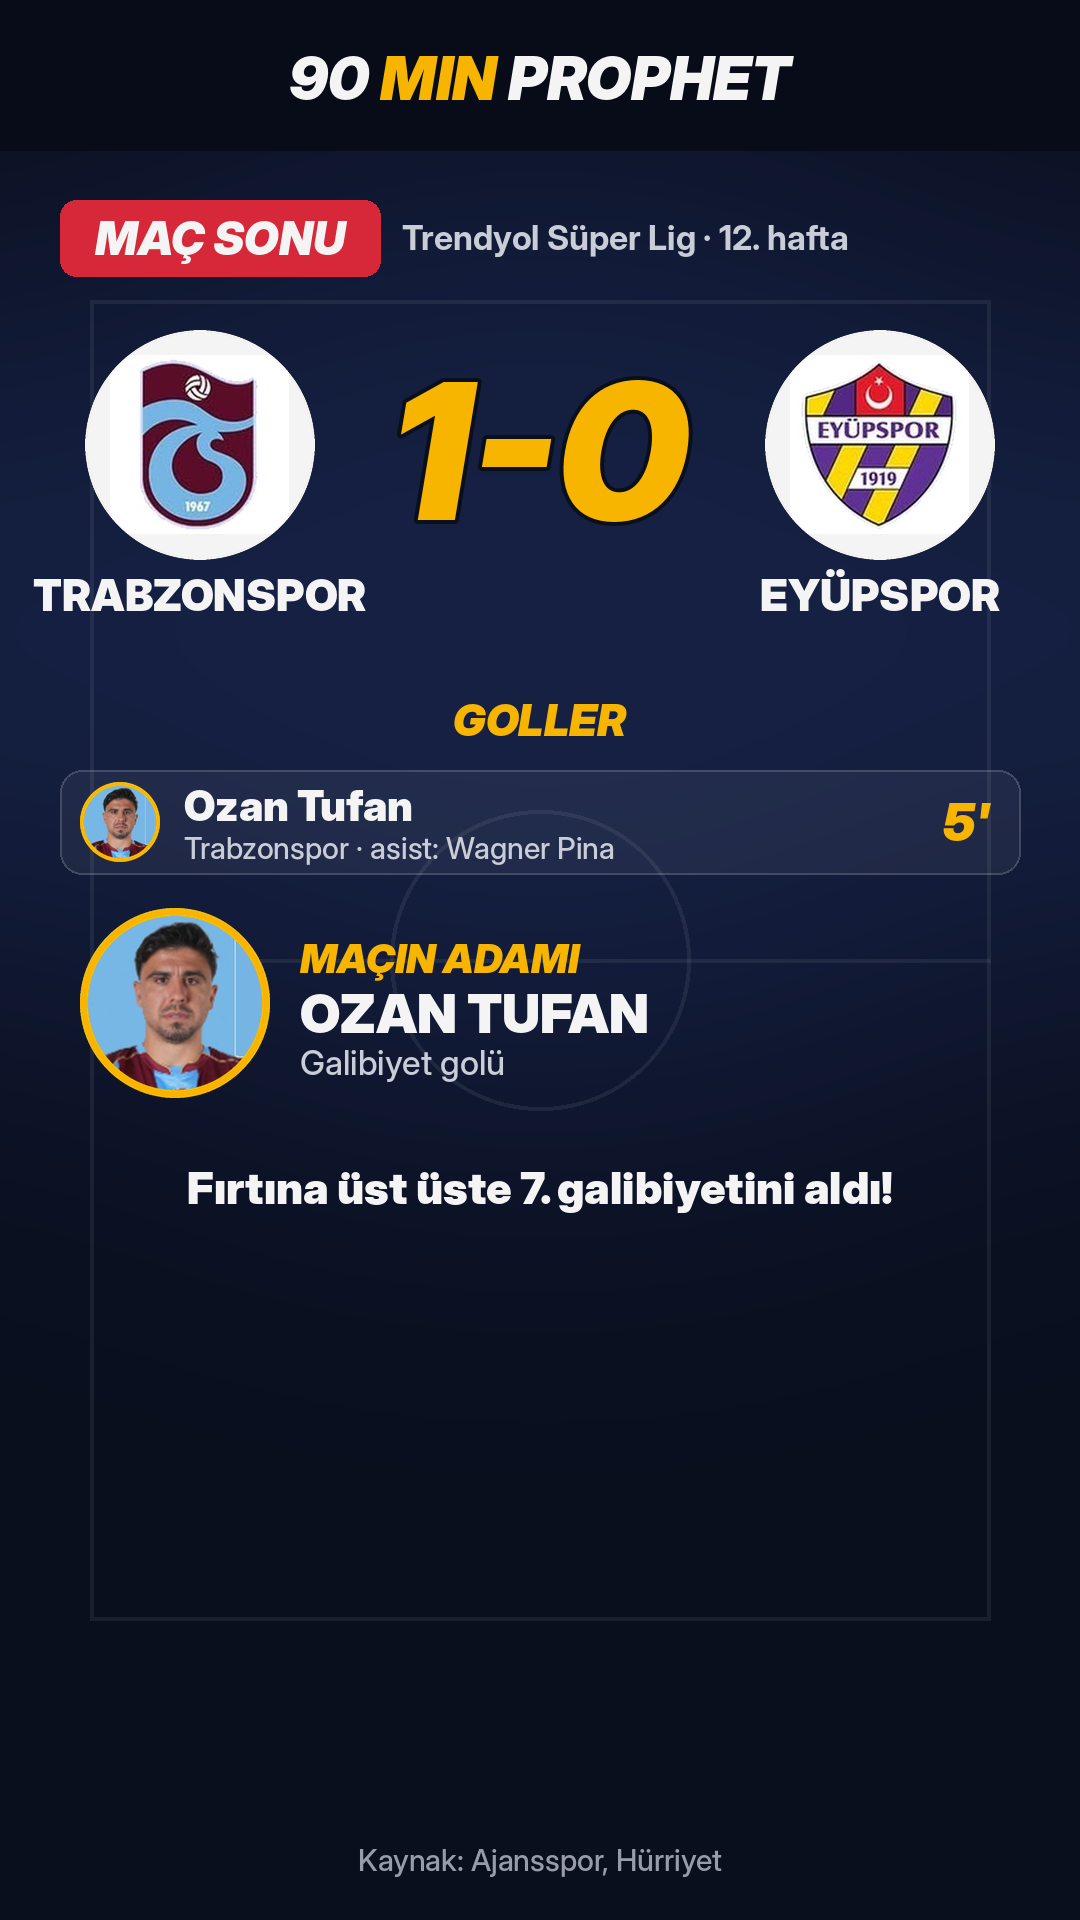 90 MIN PROPHET
MAÇ SONU
Trendyol Süper Lig · 12. hafta
1967
1-0
EYÜPSPOR
1919
TRABZONSPOR
EYÜPSPOR
GOLLER
Ozan Tufan
Trabzonspor · asist: Wagner Pina
5'
MAÇIN ADAMI
OZAN TUFAN
Galibiyet golü
Fırtına üst üste 7. galibiyetini aldı!
Kaynak: Ajansspor, Hürriyet